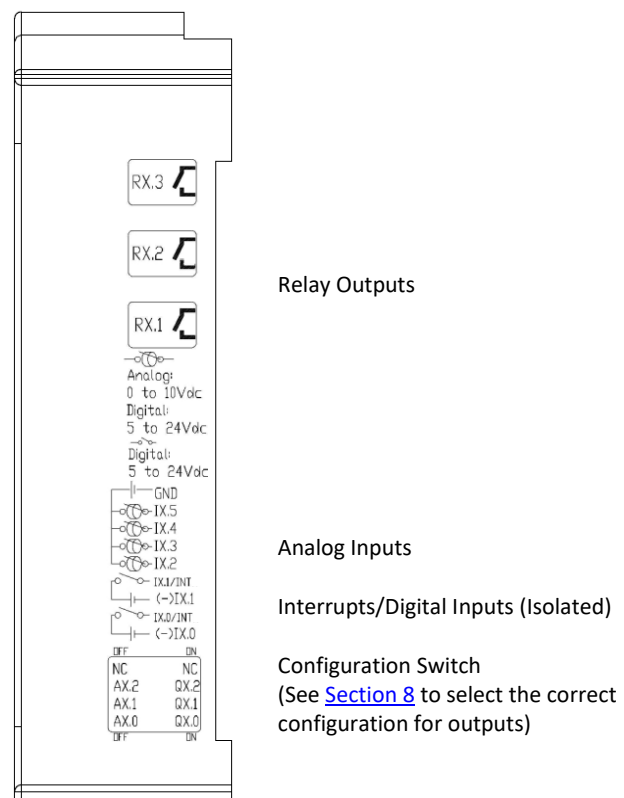 RX.3
RX.2
Relay Outputs
RX.1
Analog:
0 to 10Vdc
Digital:
5 to 24Vdc
Digital:
5 to 24Vdc
GND
IX.5
IX.4
IX.3
Analog Inputs
IX.2
IX.1/INT
(-)IX.1
Interrupts/Digital Inputs (Isolated)
IX.0/INT
(-)IX.0
OFF ON
NC NC
Configuration Switch
AX.2 QX.2
(See Section 8 to select the correct
AX.1 QX.1
configuration for outputs)
AX.0 QX.0
OFF ON